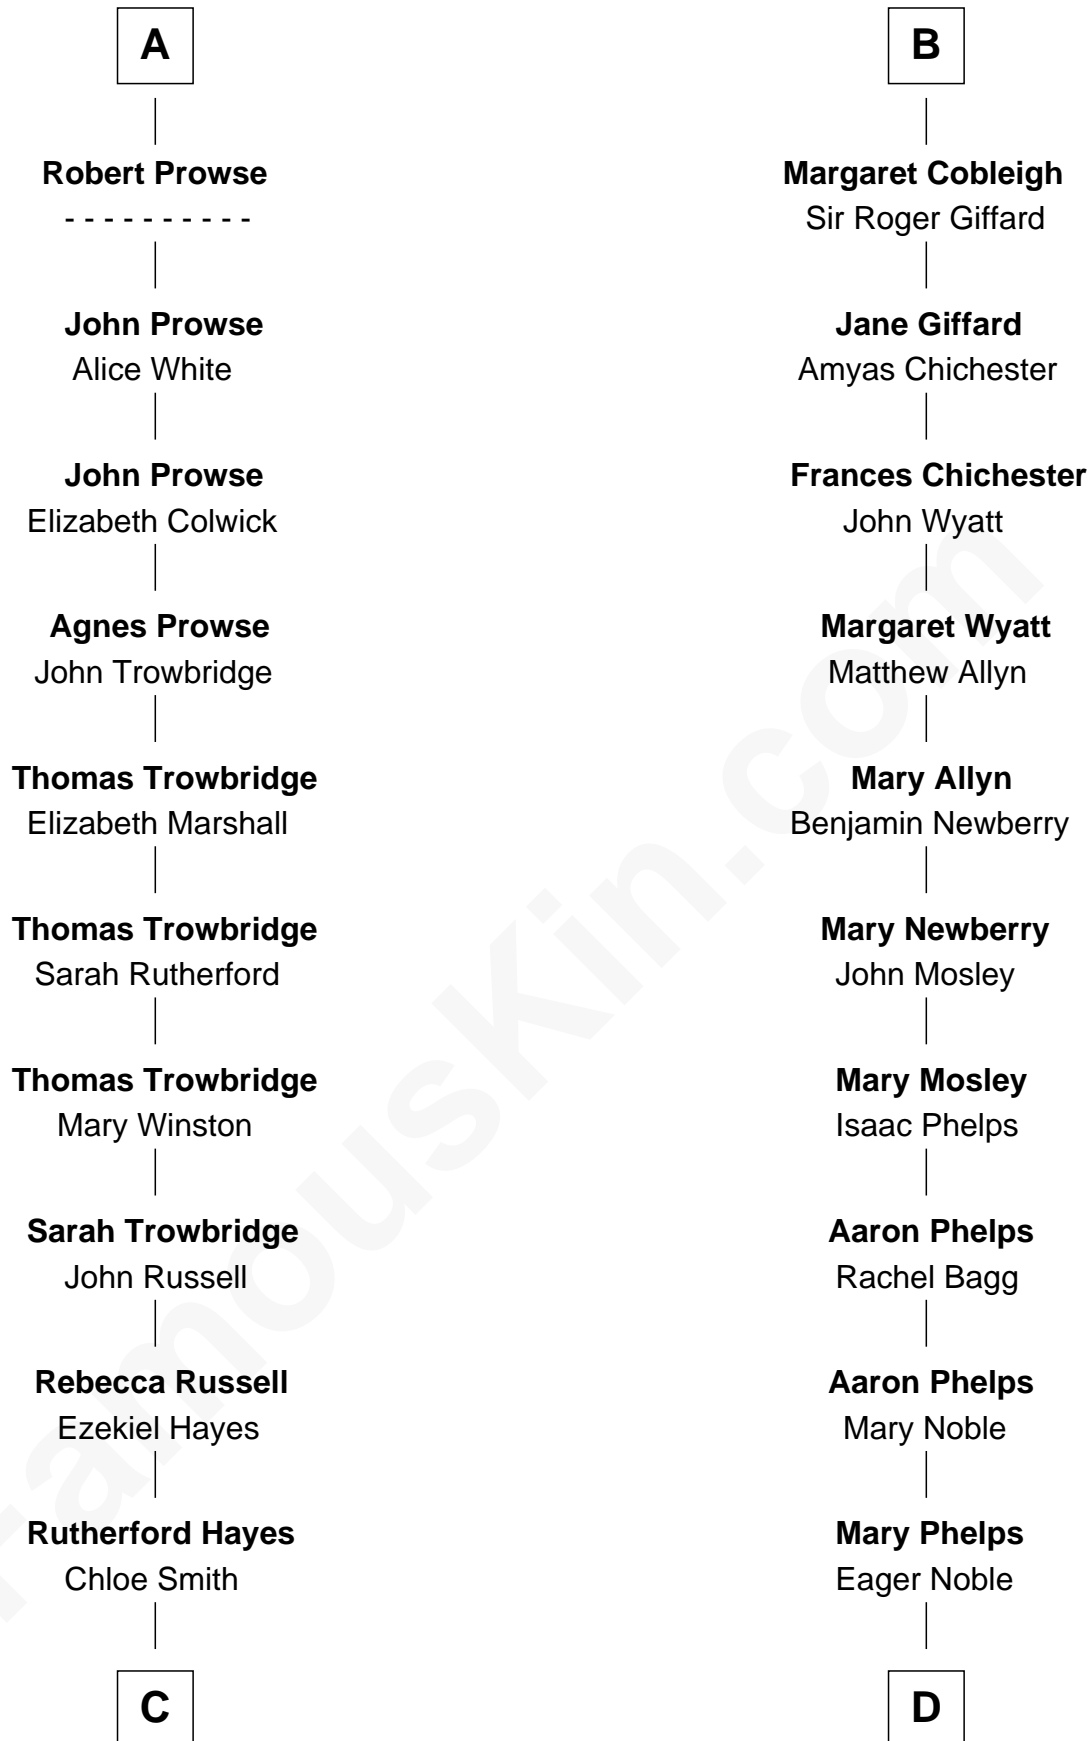 A
Robert Prowse
- - - - - - - - - -
John Prowse
Alice White
John Prowse
Elizabeth Colwick
Agnes Prowse
John Trowbridge
Thomas Trowbridge
Elizabeth Marshall
Thomas Trowbridge
Sarah Rutherford
Thomas Trowbridge
Mary Winston
Sarah Trowbridge
John Russell
Rebecca Russell
Ezekiel Hayes
Rutherford Hayes
Chloe Smith
C
B
Margaret Cobleigh
Sir Roger Giffard
Jane Giffard
Amyas Chichester
Frances Chichester
John Wyatt
Margaret Wyatt
Matthew Allyn
Mary Allyn
Benjamin Newberry
Mary Newberry
John Mosley
Mary Mosley
Isaac Phelps
Aaron Phelps
Rachel Bagg
Aaron Phelps
Mary Noble
Mary Phelps
Eager Noble
D
FamousKin.com